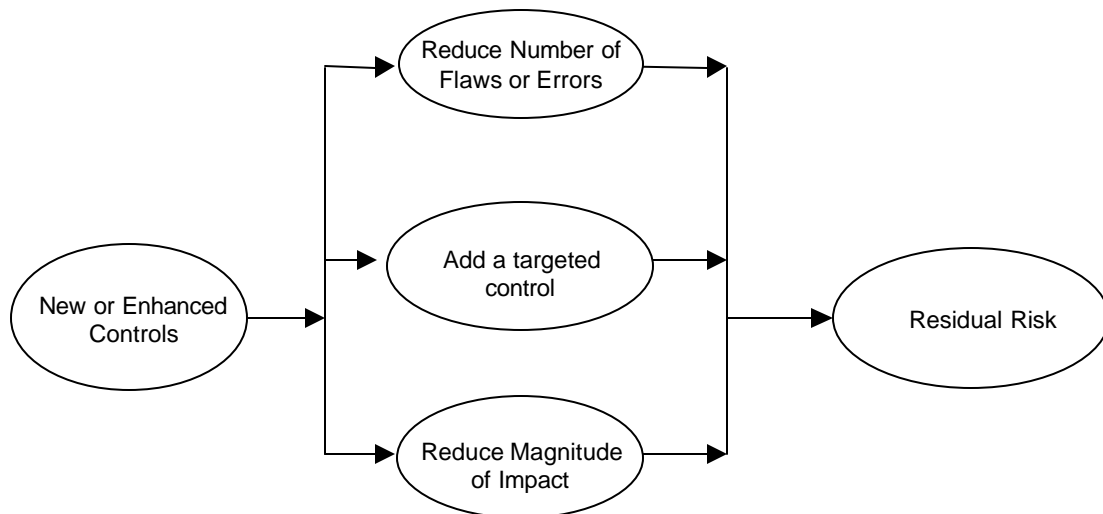 Reduce Number of
Flaws or Errors
Add a targeted
control
New or Enhanced
Controls
Residual Risk
Reduce Magnitude
of Impact